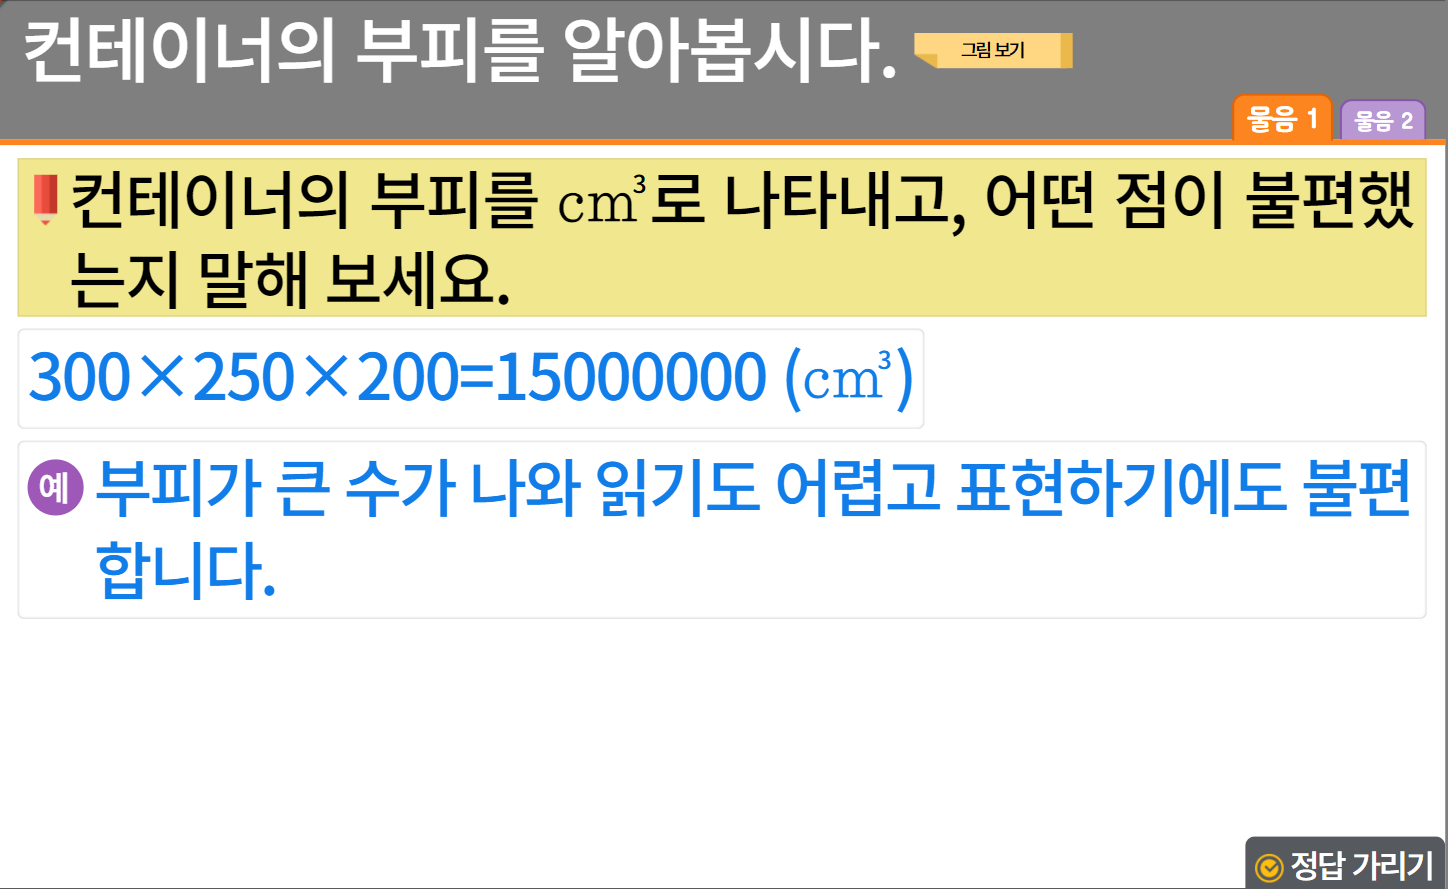 컨테이너의 부피를 알아봅시다. 그림 보기
물음 1 물음 2
컨테이너의 부피를 cm³로 나타내고, 어떤 점이 불편했
는지 말해 보세요.
300×250×200=15000000 (cm³)
예 부피가 큰 수가 나와 읽기도 어렵고 표현하기에도 불편
합니다.
정답 가리기